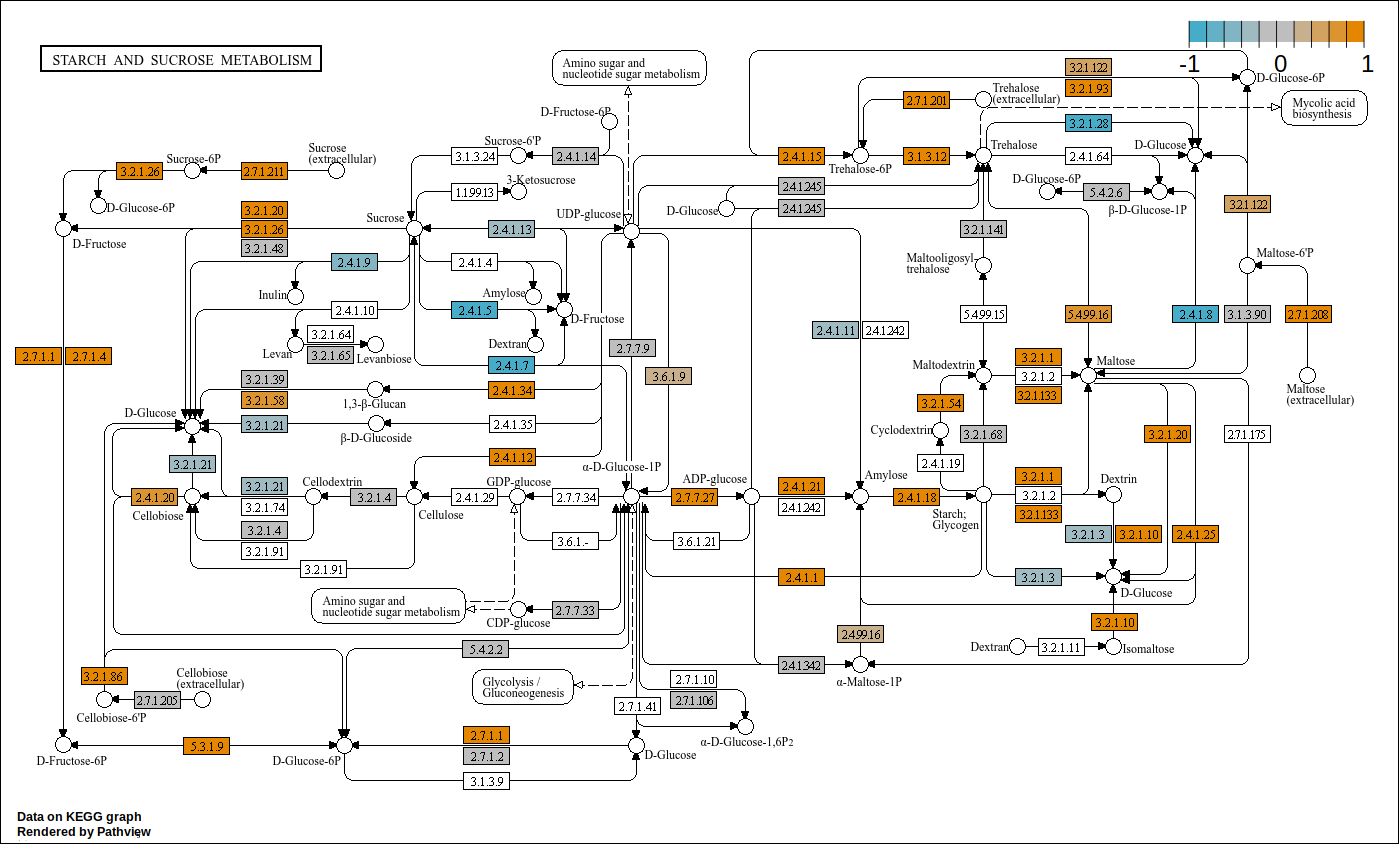 STARCH AND SUCROSE METABOLISM
-1 0 1
Amino sugar and
nucleotide sugar metabolism
D-Fructose-6P
Sucrose-6'P
3.1.3.24
2.4.1.14
1.1.99.13
3-Ketosucrose
UDP-glucose
Sucrose
2.4.1.13
Sucrose
(extracellular)
Sucrose-6P
3.2.1.26
2.7.1.211
D-Glucose-6P
D-Fructose
3.2.1.20
3.2.1.26
3.2.1.48
2.4.1.9
2.4.1.4
Inulin
Amylose
2.4.1.10
2.4.1.5
D-Fructose
3.2.1.64
3.2.1.65
Levan
Levanbiose
Dextran
2.4.1.7
2.7.1.1
2.7.1.4
3.2.1.39
3.2.1.58
1,3-β-Glucan
2.4.1.34
D-Glucose
3.2.1.21
β-D-Glucoside
2.4.1.35
3.2.1.21
2.4.1.12
2.7.7.9
3.6.1.9
α-D-Glucose-1P
2.4.1.20
Cellobiose
3.2.1.21
3.2.1.74
3.2.1.4
3.2.1.91
Cellodextrin
3.2.1.4
Cellulose
2.4.1.29
GDP-glucose
2.7.7.34
3.6.1.-
3.2.1.91
Amino sugar and
nucleotide sugar metabolism
CDP-glucose
2.7.7.33
5.4.2.2
Glycolysis /
Gluconeogenesis
3.2.1.86
Cellobiose
(extracellular)
2.7.1.205
Cellobiose-6'P
D-Fructose-6P
5.3.1.9
D-Glucose-6P
2.7.1.1
2.7.1.2
3.1.3.9
D-Glucose
2.7.1.41
2.7.1.10
2.7.1.106
α-D-Glucose-1,6P2
3.2.1.122
3.2.1.93
D-Glucose-6P
2.7.1.201
Trehalose
(extracellular)
Mycolic acid
biosynthesis
3.2.1.28
2.4.1.15
Trehalose-6P
3.1.3.12
Trehalose
2.4.1.64
D-Glucose
2.4.1.245
D-Glucose
2.4.1.245
D-Glucose-6P
5.4.2.6
β-D-Glucose-1P
3.2.1.122
3.2.1.141
Maltooligosyl-
trehalose
Maltose-6'P
2.4.1.11
2.4.1.242
5.4.99.15
5.4.99.16
2.4.1.8
3.1.3.90
2.7.1.208
Maltodextrin
3.2.1.1
3.2.1.2
3.2.1.133
Maltose
Maltose
(extracellular)
3.2.1.54
Cyclodextrin
3.2.1.68
3.2.1.20
2.7.1.175
2.4.1.19
ADP-glucose
2.7.7.27
2.4.1.21
2.4.1.242
Amylose
2.4.1.18
Starch;
Glycogen
3.2.1.1
3.2.1.2
3.2.1.133
Dextrin
3.6.1.21
3.2.1.3
3.2.1.10
2.4.1.25
2.4.1.1
3.2.1.3
D-Glucose
3.2.1.10
2.4.99.16
Dextran
3.2.1.11
Isomaltose
2.4.1.342
α-Maltose-1P
Data on KEGG graph
Rendered by Pathview